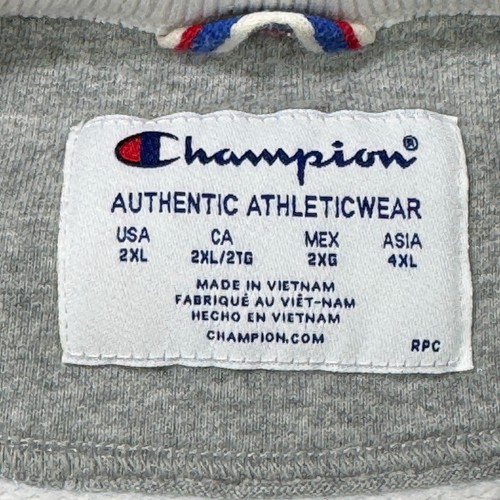 Champion®
AUTHENTIC ATHLETICWEAR
USA CA MEX ASIA
2XL 2XL/2TG 2XG 4XL
MADE IN VIETNAM
FABRIQUÉ AU VIÊT-NAM
HECHO EN VIETNAM
CHAMPION.COM
RPC